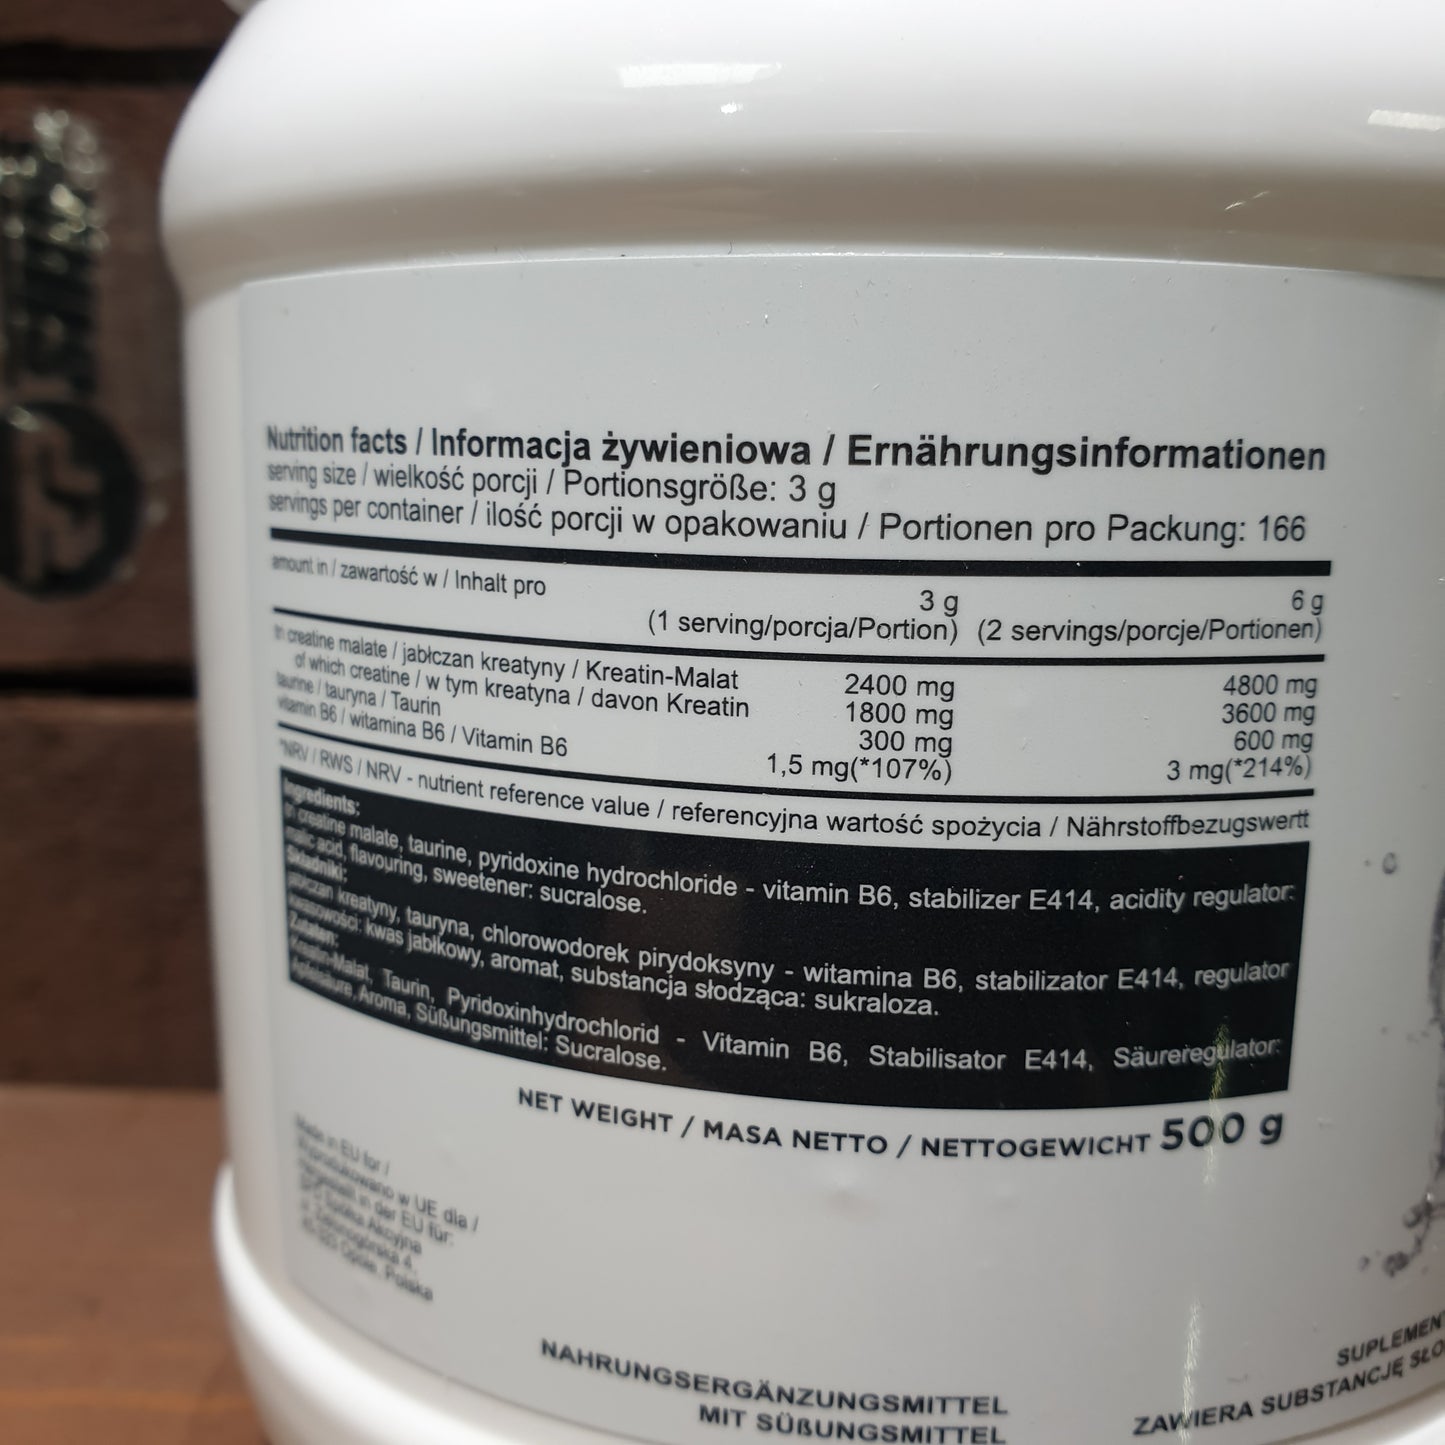 Nutrition facts / Informacja żywieniowa / Ernährungsinformationen
serving size / wielkość porcji / Portionsgröße: 3 g
servings per container / ilość porcji w opakowaniu / Portionen pro Packung: 166
amount in / zawartość w / Inhalt pro
3 g 6 g
(1 serving/porcja/Portion) (2 servings/porcje/Portionen)
tri creatine malate / jabłczan kreatyny / Kreatin-Malat 2400 mg 4800 mg
of which creatine / w tym kreatyna / davon Kreatin 1800 mg 3600 mg
taurine / tauryna / Taurin 300 mg 600 mg
vitamin B6 / witamina B6 / Vitamin B6 1,5 mg(*107%) 3 mg(*214%)
*NRV / RWS / NRV - nutrient reference value / referencyjna wartość spożycia / Nährstoffbezugswertt
Ingredients:
tri creatine malate, taurine, pyridoxine hydrochloride - vitamin B6, stabilizer E414, acidity regulator:
malic acid, flavouring, sweetener: sucralose.
Składniki:
jabłczan kreatyny, tauryna, chlorowodorek pirydoksyny - witamina B6, stabilizator E414, regulator
kwasowości: kwas jabłkowy, aromat, substancja słodząca: sukraloza.
Zutaten:
Kreatin-Malat, Taurin, Pyridoxinhydrochlorid - Vitamin B6, Stabilisator E414, Säureregulator:
Apfelsäure, Aroma, Süßungsmittel: Sucralose.
NET WEIGHT / MASA NETTO / NETTOGEWICHT 500 g
Made in EU for /
Wyprodukowano w UE dla /
Hergestellt in der EU für:
Spółka Akcyjna
Opole, Polska
NAHRUNGSERGÄNZUNGSMITTEL
MIT SÜßUNGSMITTEL
SUPLEMENT
ZAWIERA SUBSTANCJĘ